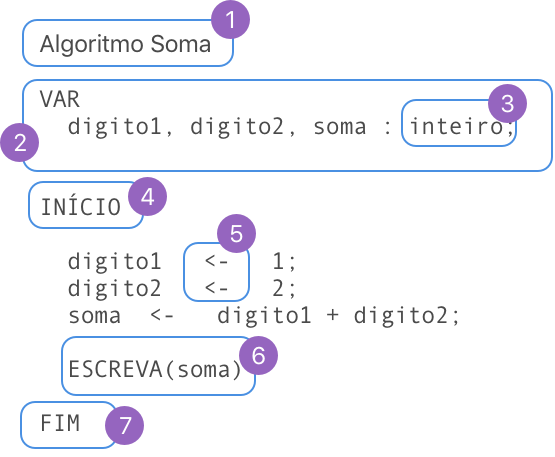 1
Algoritmo Soma
VAR
3
digito1, digito2, soma : inteiro;
2
4
INÍCIO
5
digito1 <- 1;
digito2 <- 2;
soma <- digito1 + digito2;
6
ESCREVA(soma)
FIM
7